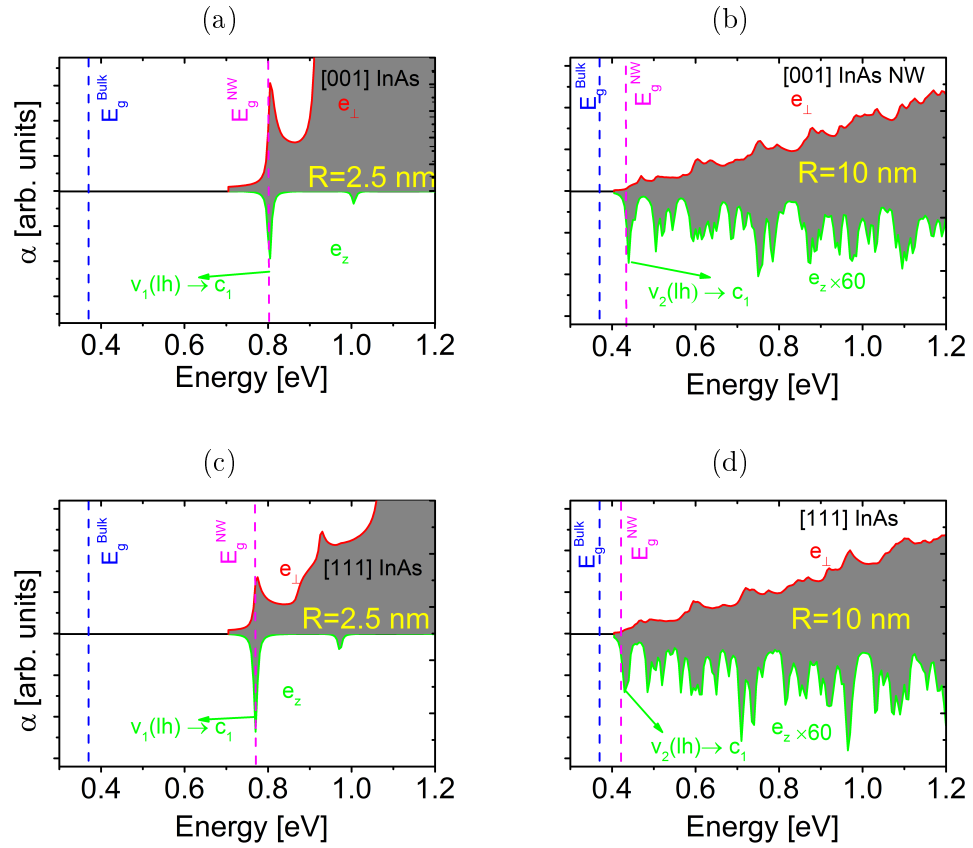 (a)
(b)
E_g^Bulk
E_g^NW
[001] InAs
e_⊥
R=2.5 nm
e_z
v_1(lh) → c_1
α [arb. units]
0.4 0.6 0.8 1.0 1.2
Energy [eV]
E_g^Bulk
E_g^NW
[001] InAs NW
e_⊥
R=10 nm
e_z ×60
v_2(lh) → c_1
0.4 0.6 0.8 1.0 1.2
Energy [eV]
(c)
(d)
E_g^Bulk
E_g^NW
e_⊥
[111] InAs
R=2.5 nm
e_z
v_1(lh) → c_1
α [arb. units]
0.4 0.6 0.8 1.0 1.2
Energy [eV]
E_g^Bulk
E_g^NW
[111] InAs
e_⊥
R=10 nm
e_z ×60
v_2(lh) → c_1
0.4 0.6 0.8 1.0 1.2
Energy [eV]